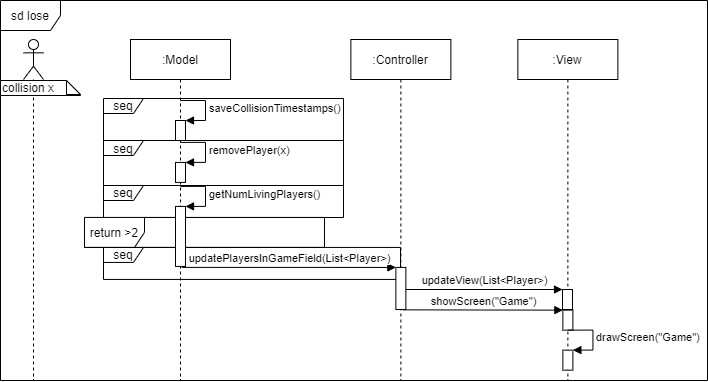 sd lose
:Model
:Controller
:View
collision x
seq
saveCollisionTimestamps()
seq
removePlayer(x)
seq
getNumLivingPlayers()
return >2
seq
updatePlayersInGameField(List<Player>)
updateView(List<Player>)
showScreen("Game")
drawScreen("Game")